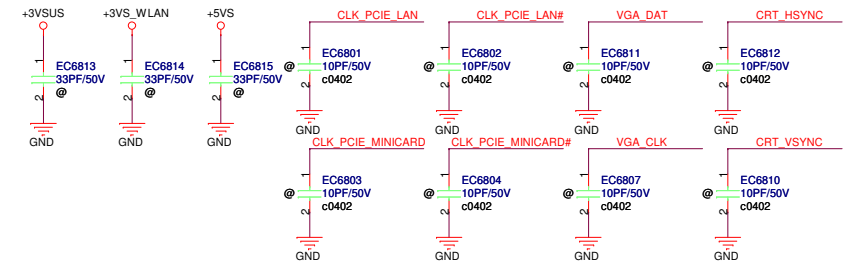 +3VSUS +3VS_WLAN +5VS CLK_PCIE_LAN CLK_PCIE_LAN# VGA_DAT CRT_HSYNC
1 1 1 1 1 1 1
EC6813 EC6814 EC6815 EC6801 EC6802 EC6811 EC6812
33PF/50V 33PF/50V 33PF/50V @ 10PF/50V @ 10PF/50V @ 10PF/50V @ 10PF/50V
@ @ @ c0402 c0402 c0402 c0402
2 2 2 2 2 2 2
GND GND GND GND GND GND GND
CLK_PCIE_MINICARD CLK_PCIE_MINICARD# VGA_CLK CRT_VSYNC
1 1 1 1
EC6803 EC6804 EC6807 EC6810
@ 10PF/50V @ 10PF/50V @ 10PF/50V @ 10PF/50V
c0402 c0402 c0402 c0402
2 2 2 2
GND GND GND GND